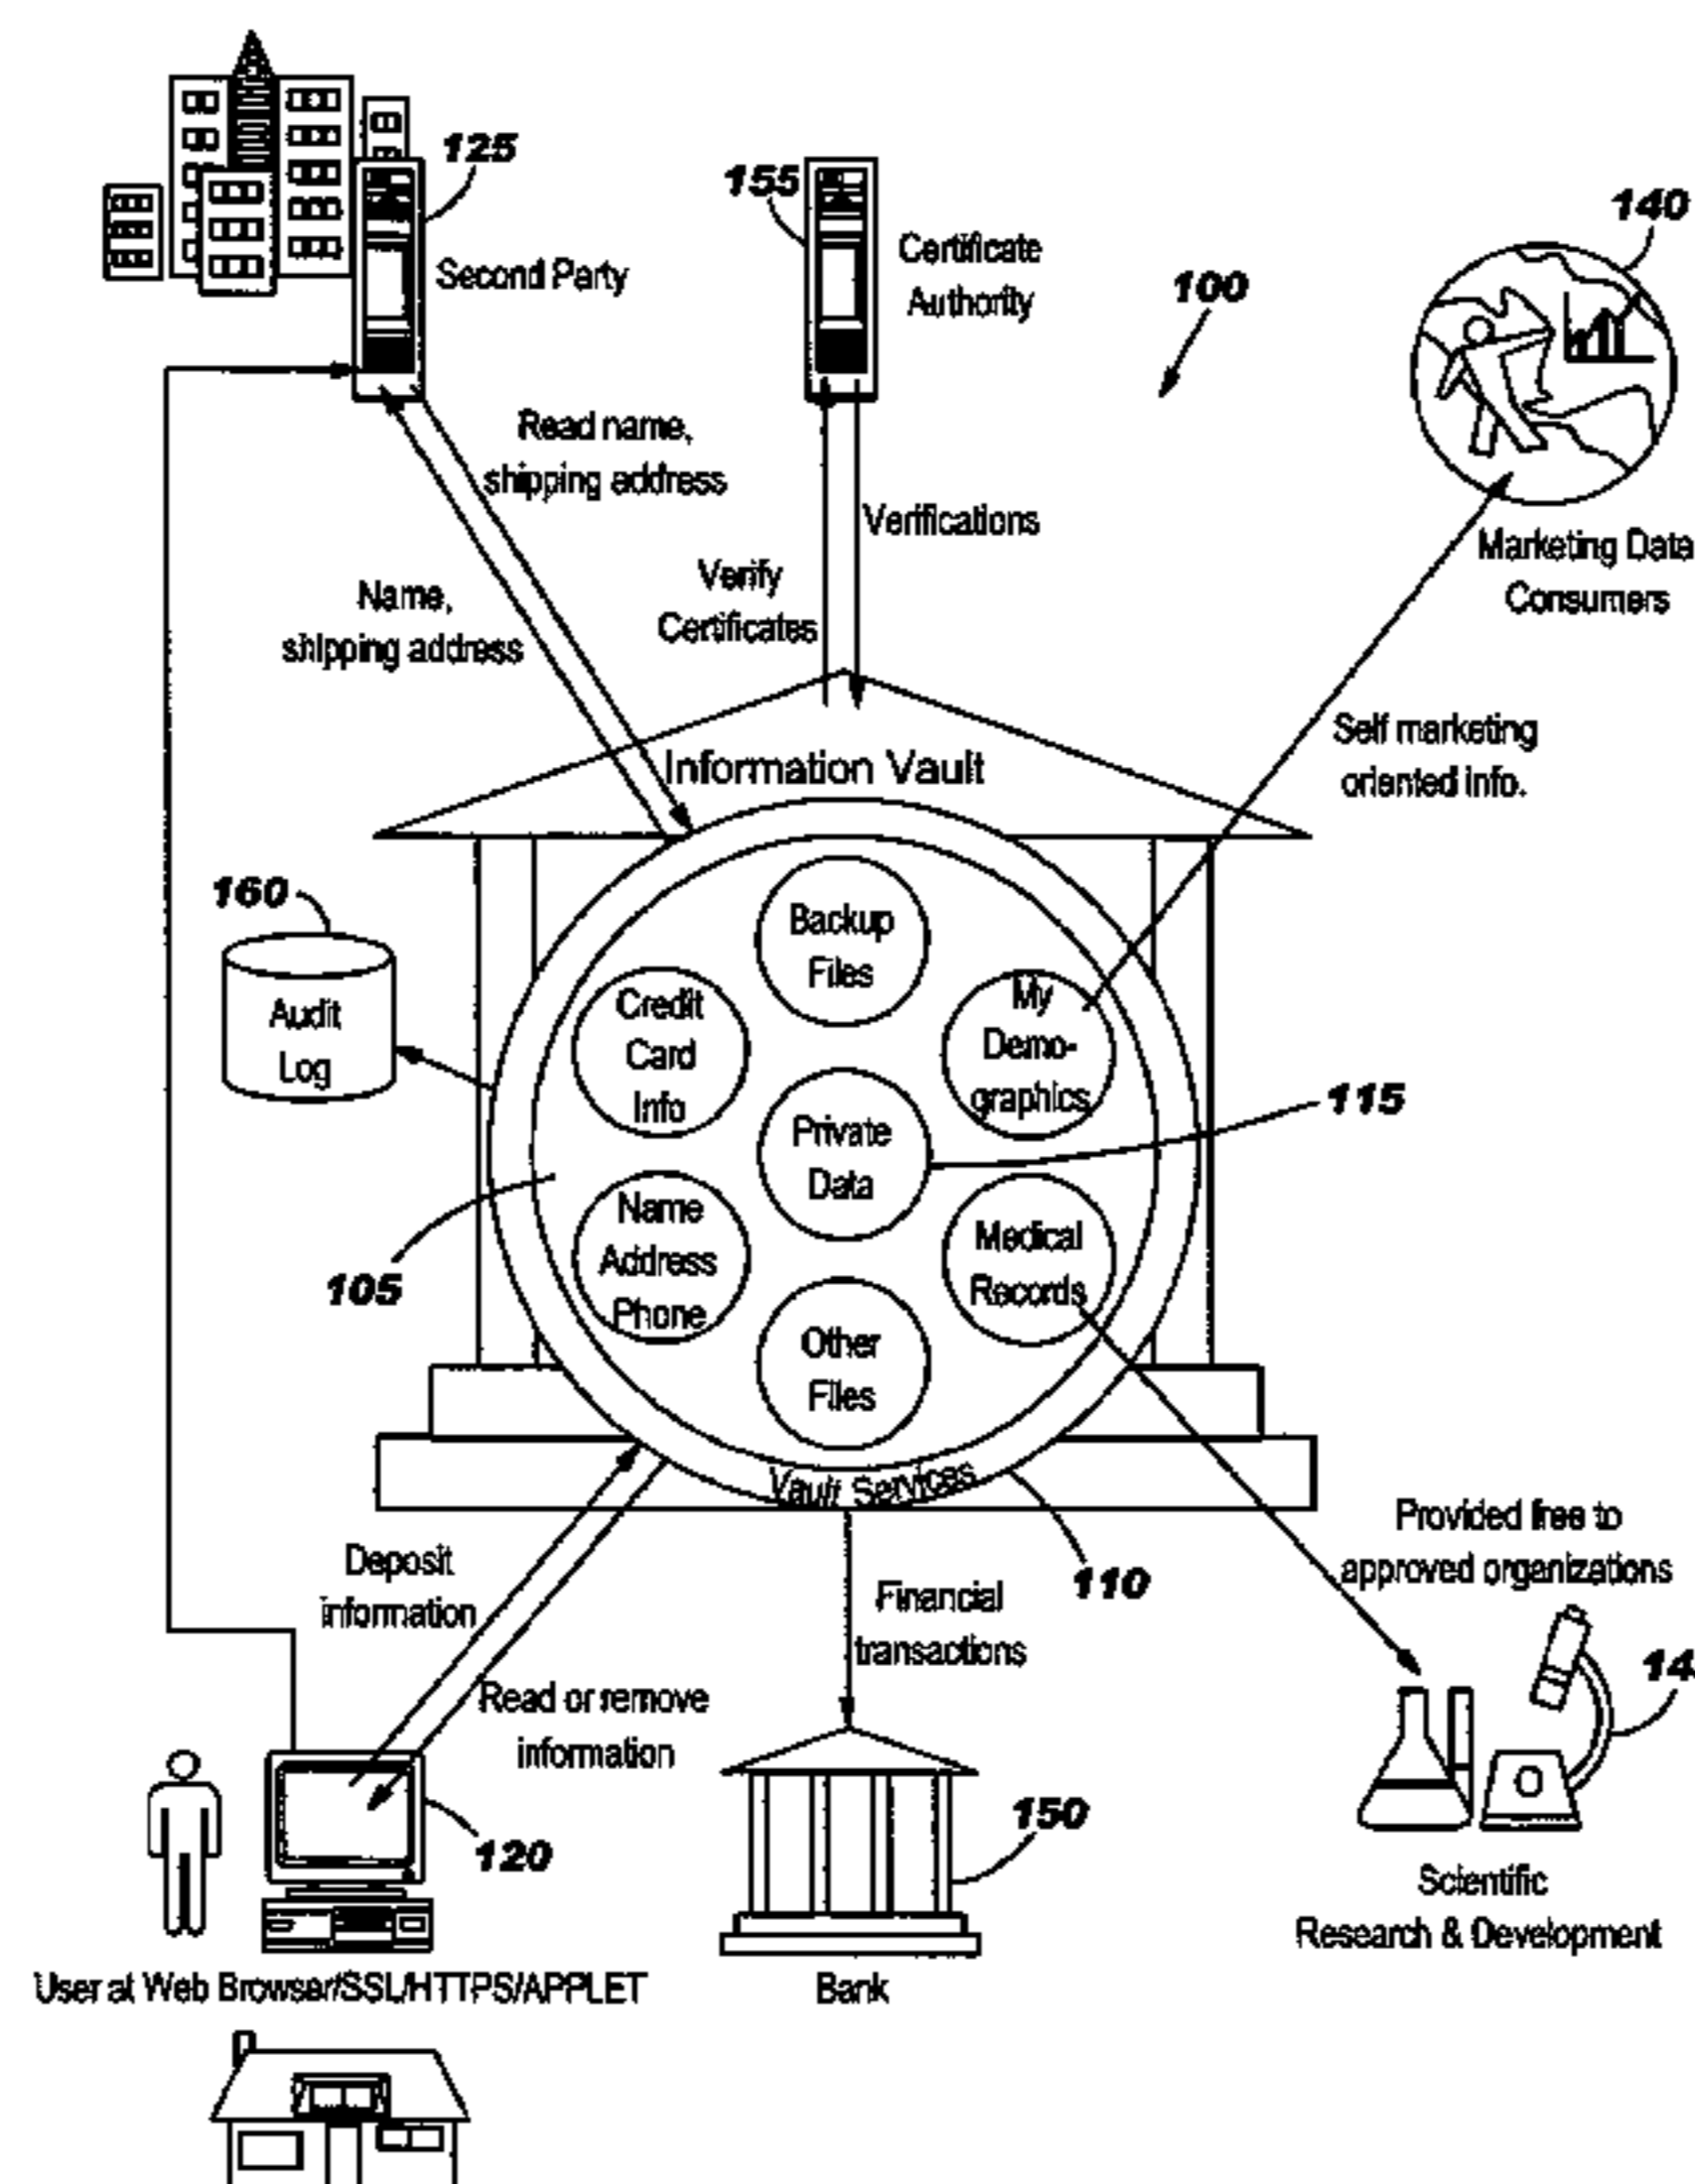 125
Second Party
155
Certificate
Authority
100
140
Read name,
shipping address
Verifications
Marketing Data
Consumers
Name,
shipping address
Verify
Certificates
Self marketing
oriented info.
Information Vault
160
Audit
Log
Backup
Files
Credit
Card
Info
My
Demo-
graphics
Private
Data
115
105
Name
Address
Phone
Medical
Records
Other
Files
Vault Services
110
Deposit
information
Read or remove
information
Financial
transactions
Provided free to
approved organizations
120
150
Scientific
Research & Development
User at Web Browser/SSL/HTTPS/APPLET
Bank